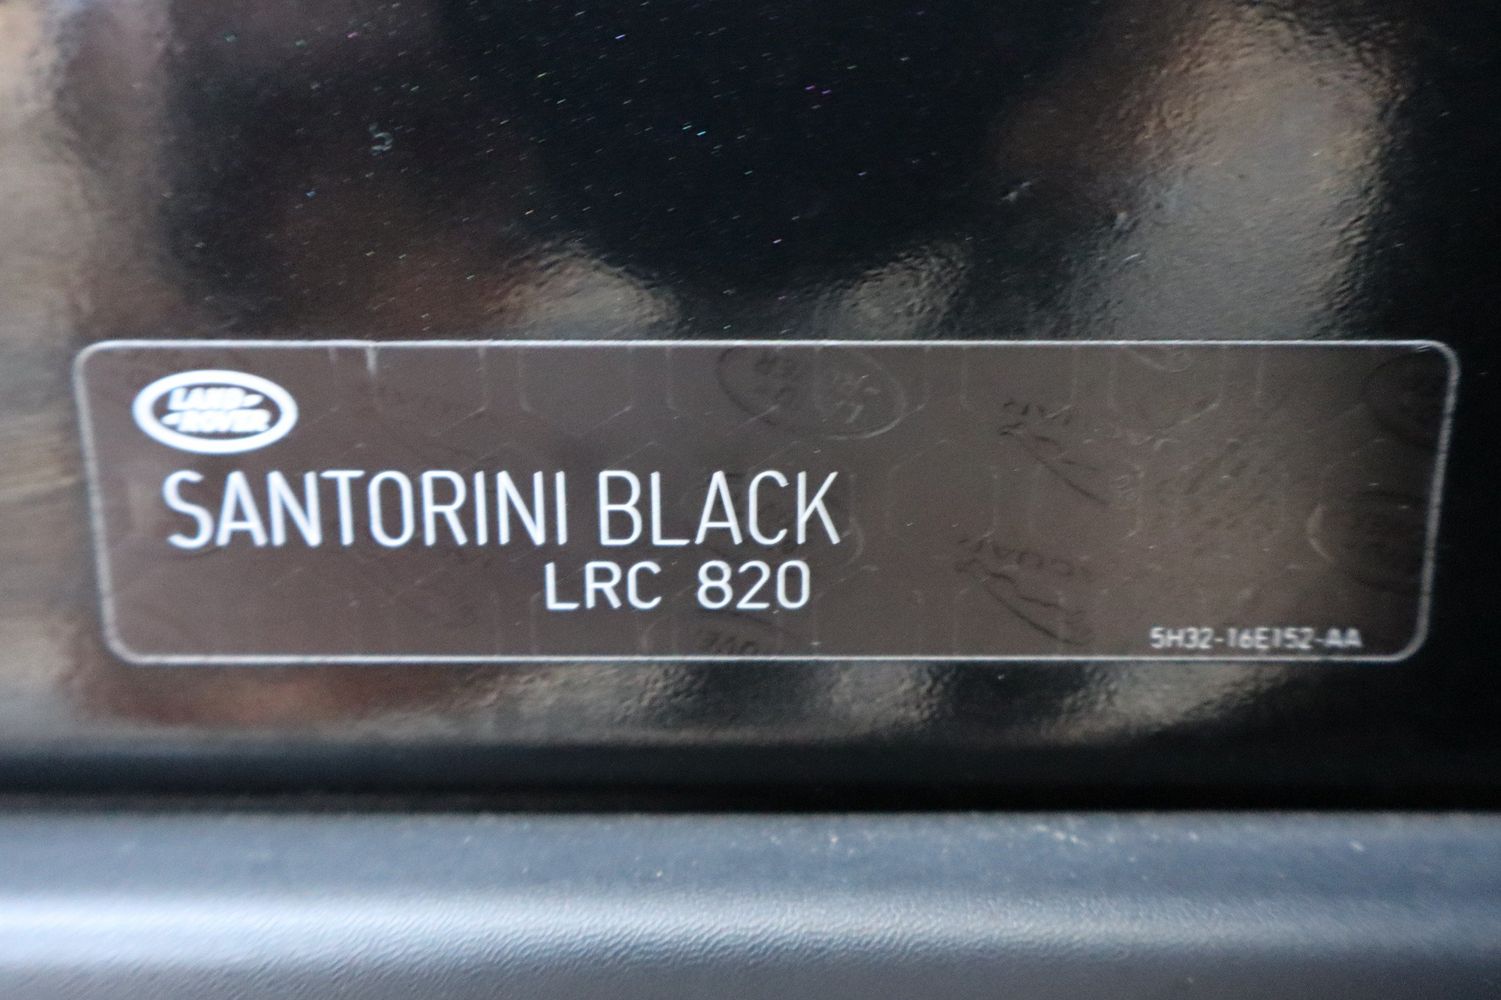 LAND
ROVER
SANTORINI BLACK
LRC 820
5H32-16E152-AA